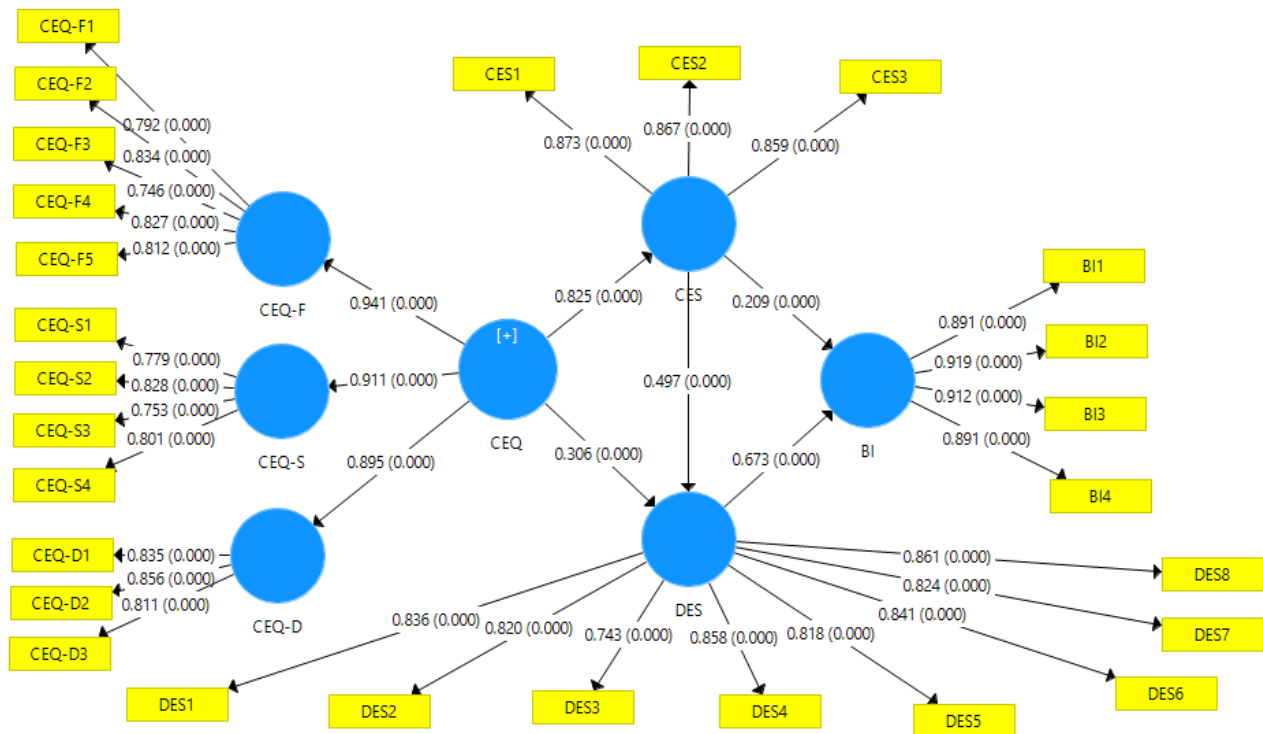 CEQ-F1
CEQ-F2
CEQ-F3
CEQ-F4
CEQ-F5
0.792 (0.000)
0.834 (0.000)
0.746 (0.000)
0.827 (0.000)
0.812 (0.000)
CEQ-F
CEQ-S1
CEQ-S2
CEQ-S3
CEQ-S4
0.779 (0.000)
0.828 (0.000)
0.753 (0.000)
0.801 (0.000)
CEQ-S
CEQ-D1
CEQ-D2
CEQ-D3
0.835 (0.000)
0.856 (0.000)
0.811 (0.000)
CEQ-D
0.941 (0.000)
0.911 (0.000)
0.895 (0.000)
[+]
CEQ
0.825 (0.000)
0.306 (0.000)
CES1
CES2
CES3
0.873 (0.000)
0.867 (0.000)
0.859 (0.000)
CES
0.497 (0.000)
0.209 (0.000)
0.673 (0.000)
BI
0.891 (0.000)
0.919 (0.000)
0.912 (0.000)
0.891 (0.000)
BI1
BI2
BI3
BI4
DES
0.836 (0.000)
0.820 (0.000)
0.743 (0.000)
0.858 (0.000)
0.818 (0.000)
0.841 (0.000)
0.824 (0.000)
0.861 (0.000)
DES1
DES2
DES3
DES4
DES5
DES6
DES7
DES8